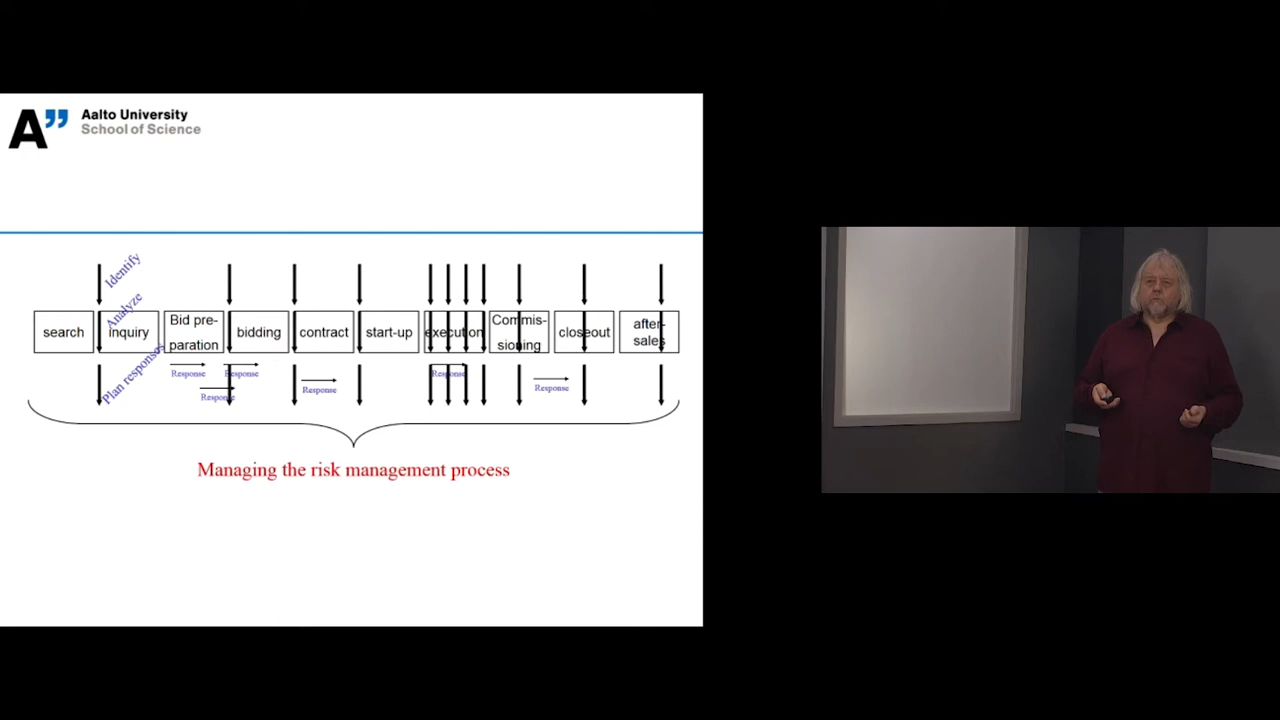 A”
Aalto University
School of Science
Identify
Analyze
Plan responses
search
inquiry
Bid pre-
paration
bidding
contract
start-up
execution
Commis-
sioning
closeout
after-
sales
Response
Response
Response
Response
Response
Response
Managing the risk management process